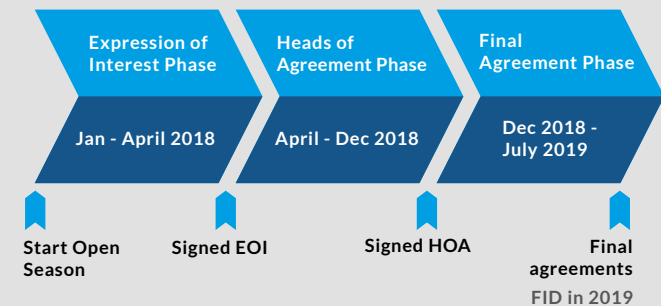 Expression of
Interest Phase
Heads of
Agreement Phase
Final
Agreement Phase
Jan - April 2018
April - Dec 2018
Dec 2018 -
July 2019
Start Open
Season
Signed EOI
Signed HOA
Final
agreements
FID in 2019